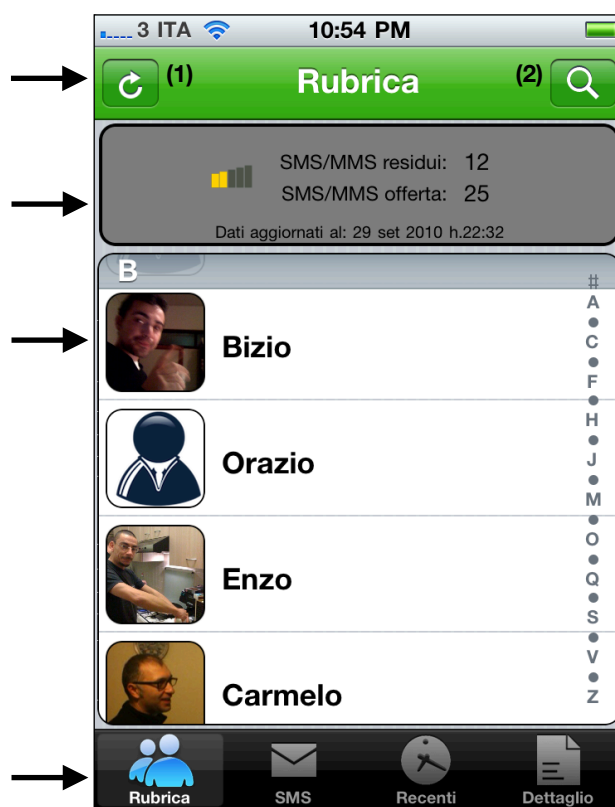 3 ITA 10:54 PM
(1) Rubrica (2)
SMS/MMS residui: 12
SMS/MMS offerta: 25
Dati aggiornati al: 29 set 2010 h.22:32
B
#
A
Bizio
C
F
H
Orazio
J
M
O
Enzo
Q
S
V
Carmelo
Z
Rubrica SMS Recenti Dettaglio